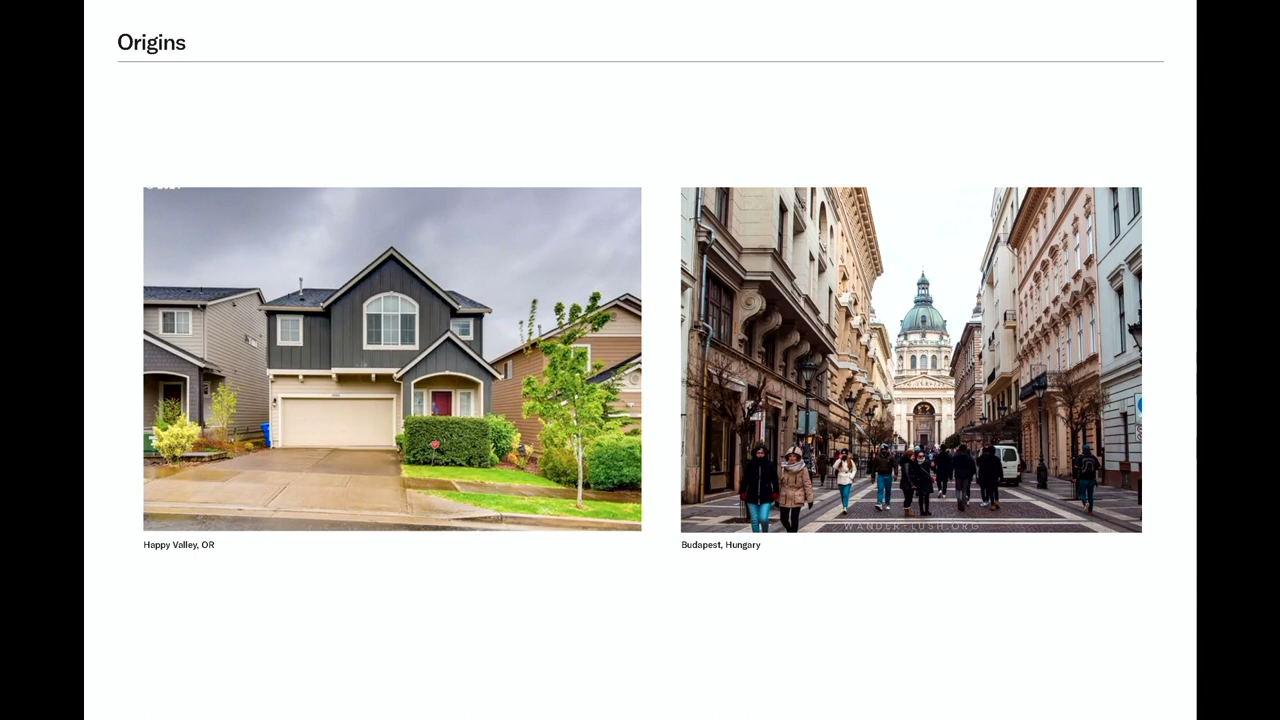 Origins
Happy Valley, OR
WANDER-LUSH.ORG
Budapest, Hungary